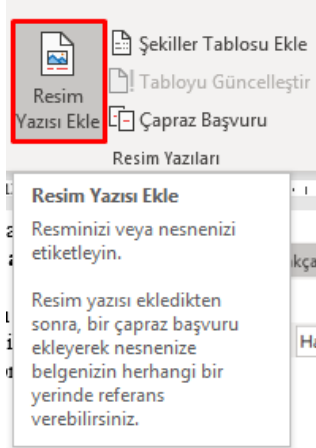 Resim
Yazısı Ekle
Şekiller Tablosu Ekle
Tabloyu Güncelleştir
Çapraz Başvuru
Resim Yazıları
Resim Yazısı Ekle
Resminizi veya nesnenizi
etiketleyin.
Resim yazısı ekledikten
sonra, bir çapraz başvuru
ekleyerek nesnenize
belgenizin herhangi bir
yerinde referans
verebilirsiniz.